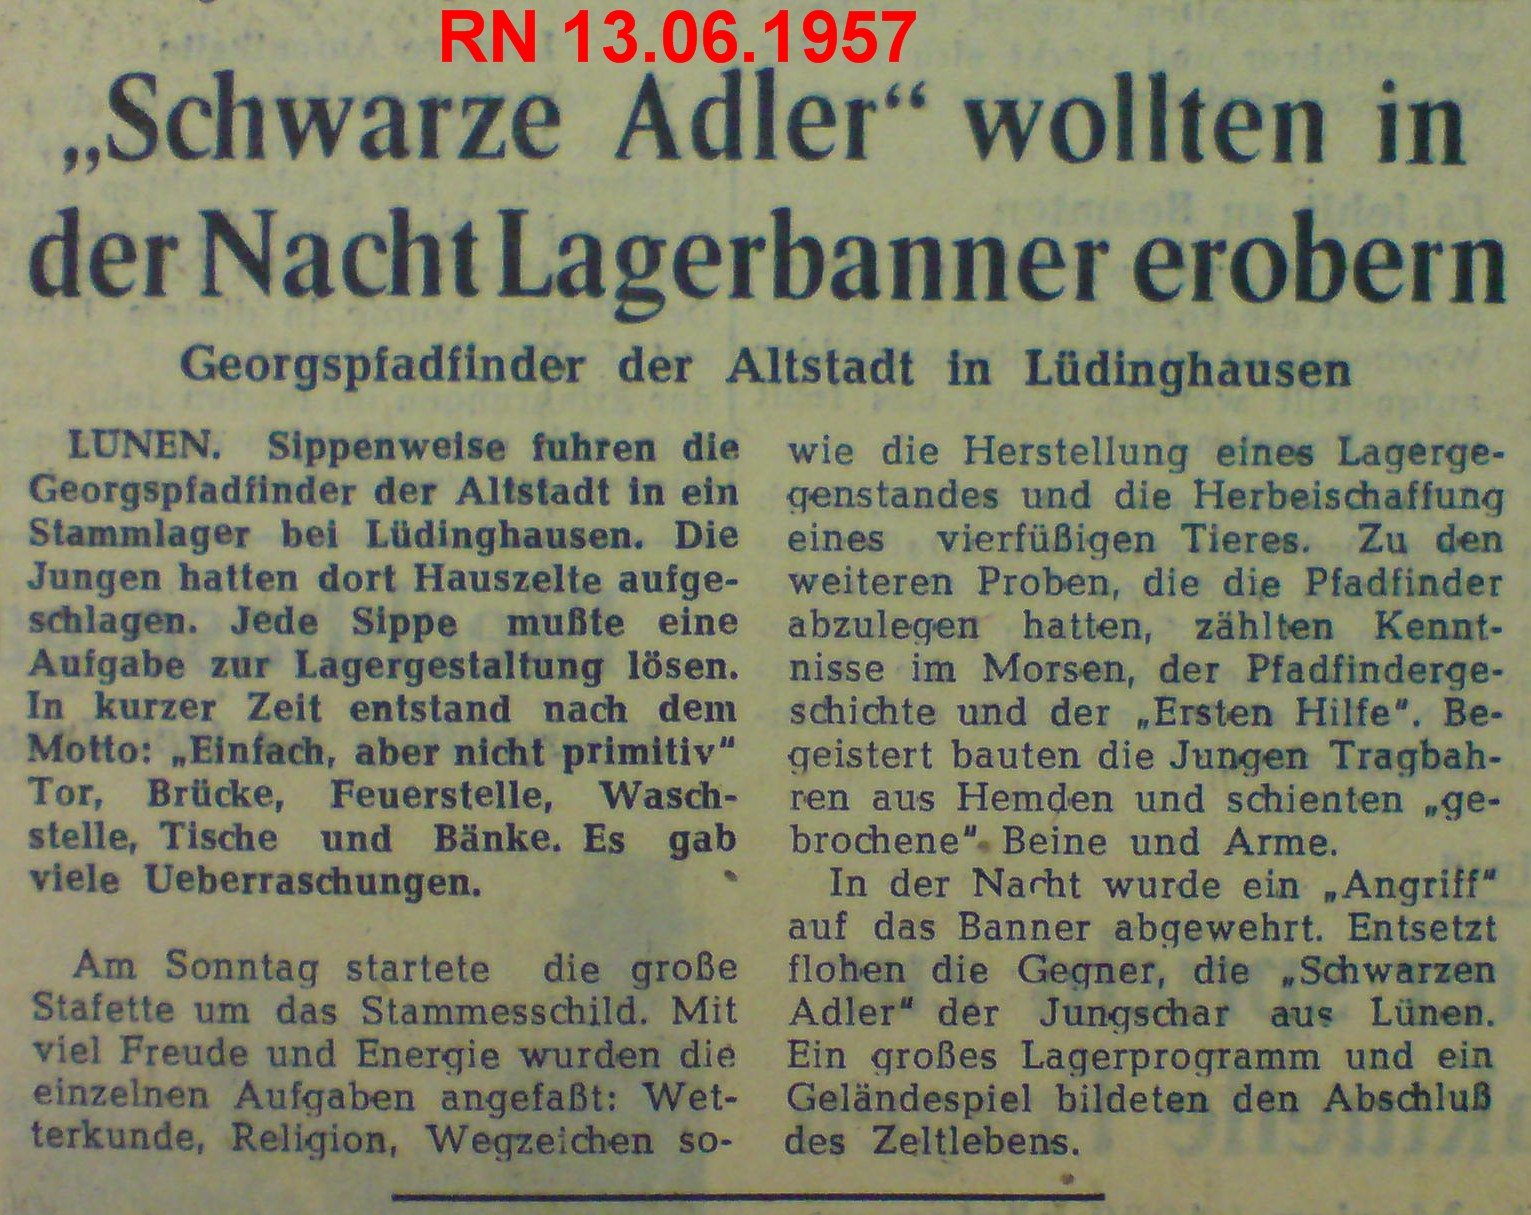 RN 13.06.1957
„Schwarze Adler“ wollten in
der Nacht Lagerbanner erobern
Georgspfadfinder der Altstadt in Lüdinghausen
LÜNEN. Sippenweise fuhren die
Georgspfadfinder der Altstadt in ein
Stammlager bei Lüdinghausen. Die
Jungen hatten dort Hauszelte aufge-
schlagen. Jede Sippe mußte eine
Aufgabe zur Lagergestaltung lösen.
In kurzer Zeit entstand nach dem
Motto: „Einfach, aber nicht primitiv“
Tor, Brücke, Feuerstelle, Wasch-
stelle, Tische und Bänke. Es gab
viele Ueberraschungen.
Am Sonntag startete die große
Stafette um das Stammesschild. Mit
viel Freude und Energie wurden die
einzelnen Aufgaben angefaßt: Wet-
terkunde, Religion, Wegzeichen so-
wie die Herstellung eines Lagerge-
genstandes und die Herbeischaffung
eines vierfüßigen Tieres. Zu den
weiteren Proben, die die Pfadfinder
abzulegen hatten, zählten Kennt-
nisse im Morsen, der Pfadfinderge-
schichte und der „Ersten Hilfe“. Be-
geistert bauten die Jungen Tragbah-
ren aus Hemden und schienten „ge-
brochene“ Beine und Arme.
In der Nacht wurde ein „Angriff“
auf das Banner abgewehrt. Entsetzt
flohen die Gegner, die „Schwarzen
Adler“ der Jungschar aus Lünen.
Ein großes Lagerprogramm und ein
Geländespiel bildeten den Abschluß
des Zeltlebens.